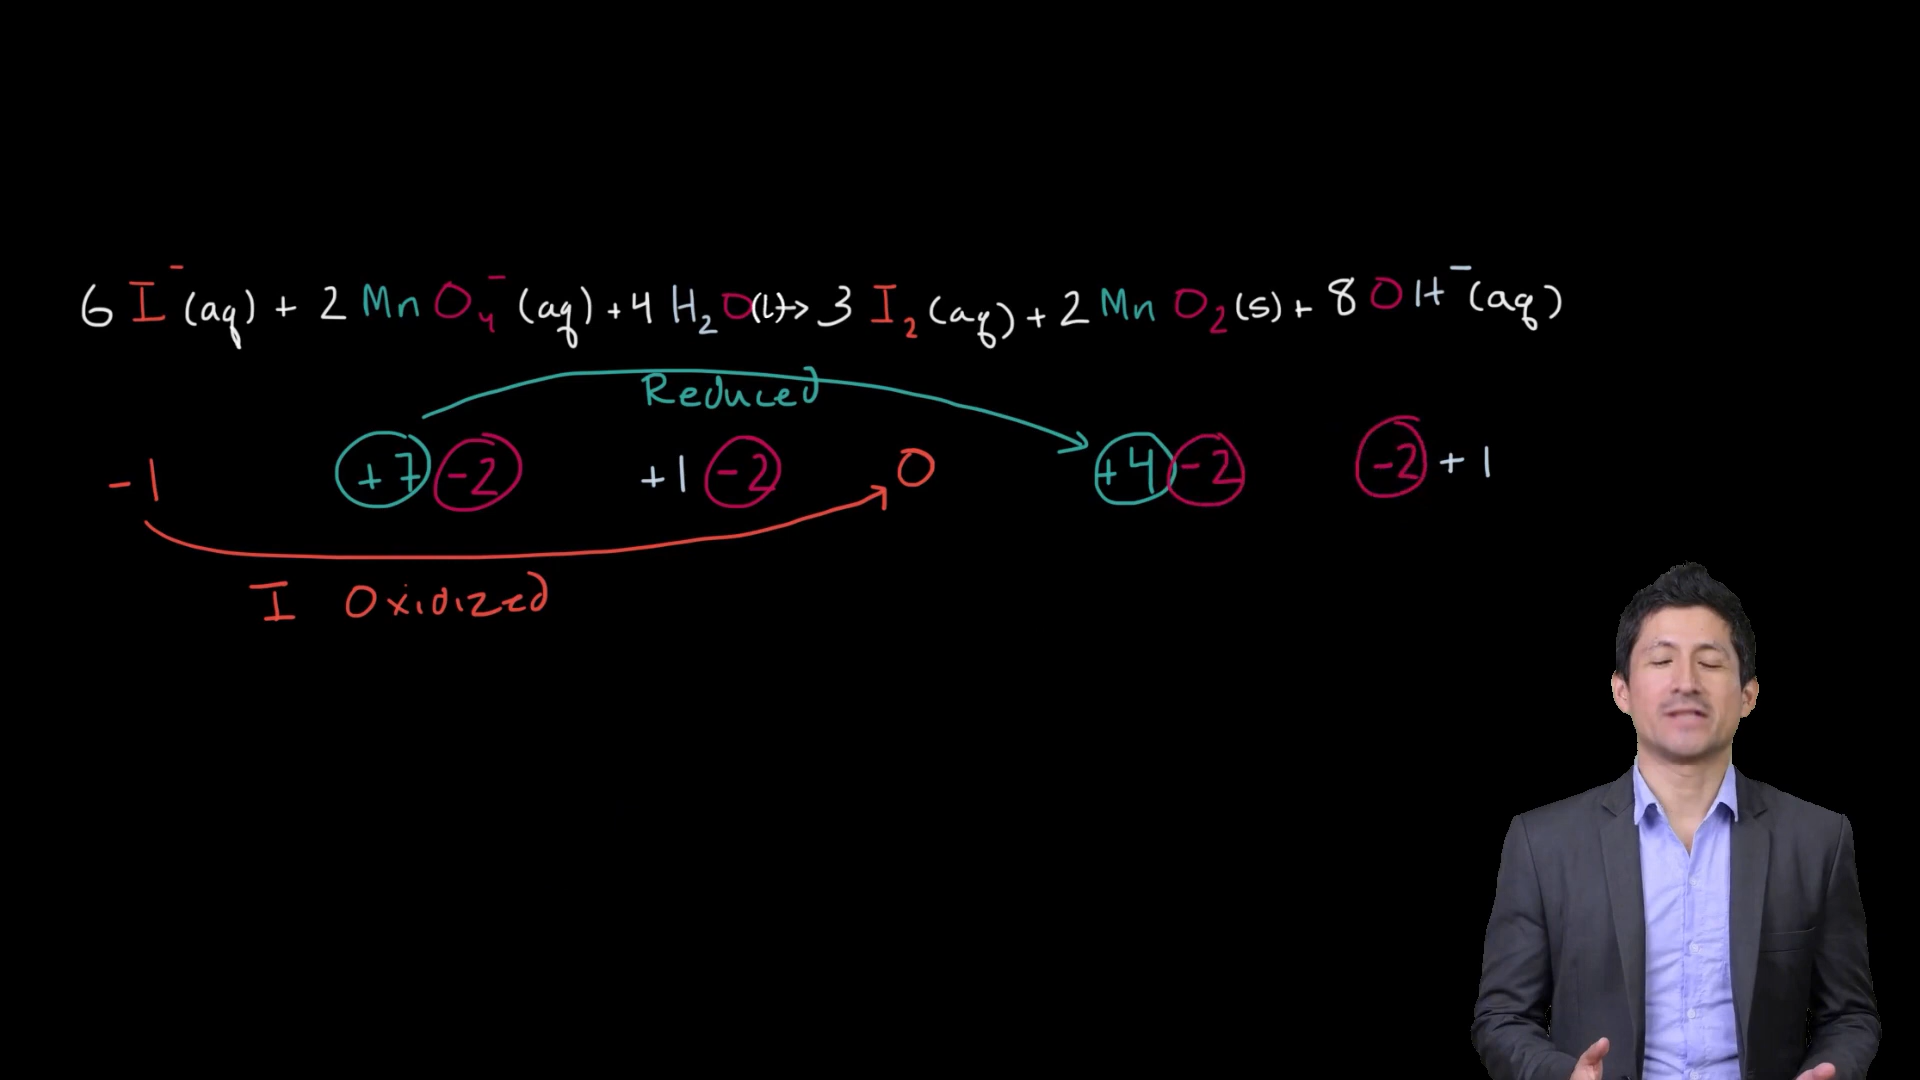 6 I⁻ (aq) + 2 MnO₄⁻ (aq) + 4 H₂O(l) → 3 I₂ (aq) + 2 MnO₂ (s) + 8 OH⁻ (aq)
Reduced
-1 +7 -2 +1 -2 0 +4 -2 -2 +1
I Oxidized